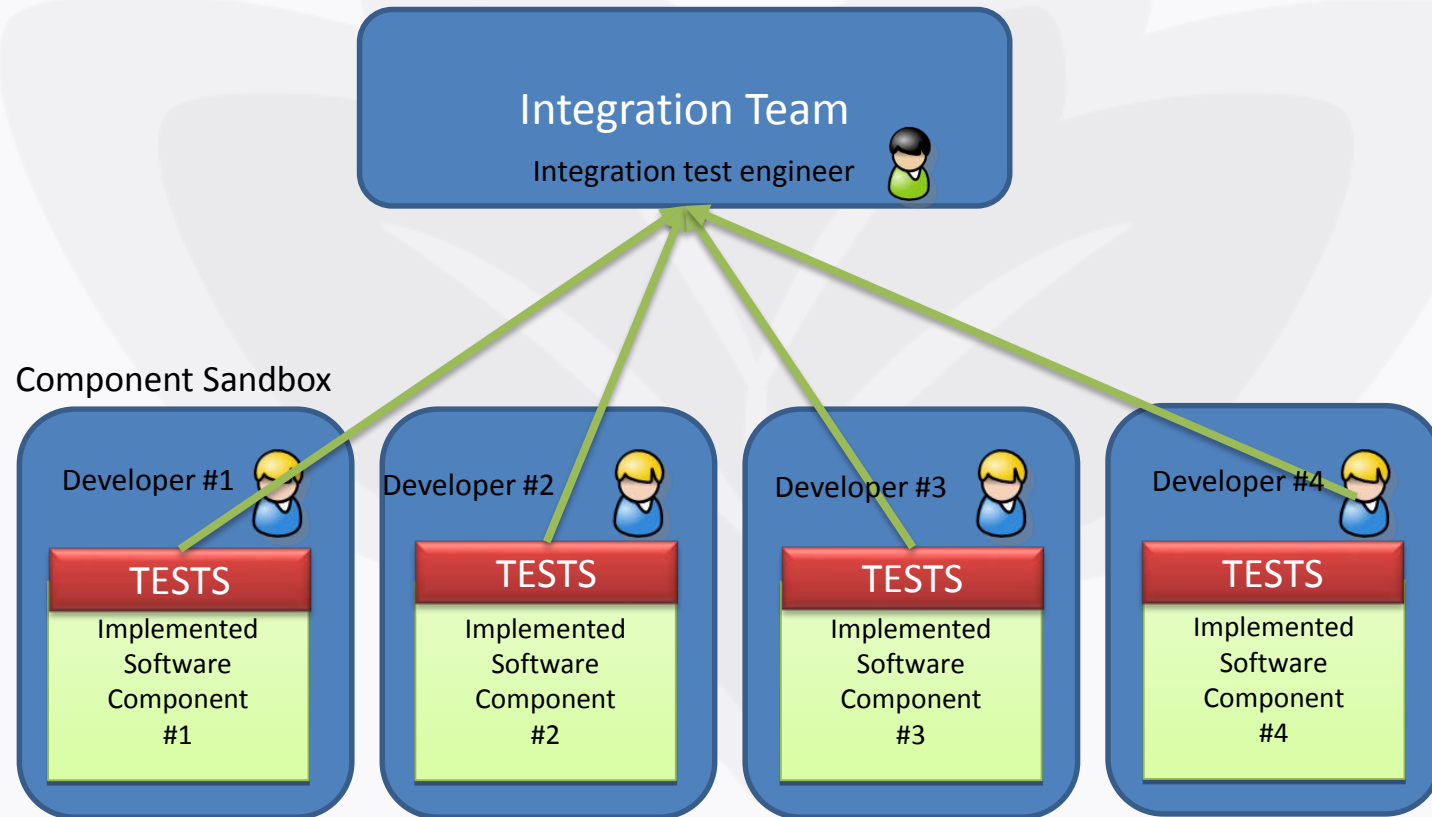 Integration Team
Integration test engineer
Component Sandbox
Developer #1
TESTS
Implemented
Software
Component
#1
Developer #2
TESTS
Implemented
Software
Component
#2
Developer #3
TESTS
Implemented
Software
Component
#3
Developer #4
TESTS
Implemented
Software
Component
#4